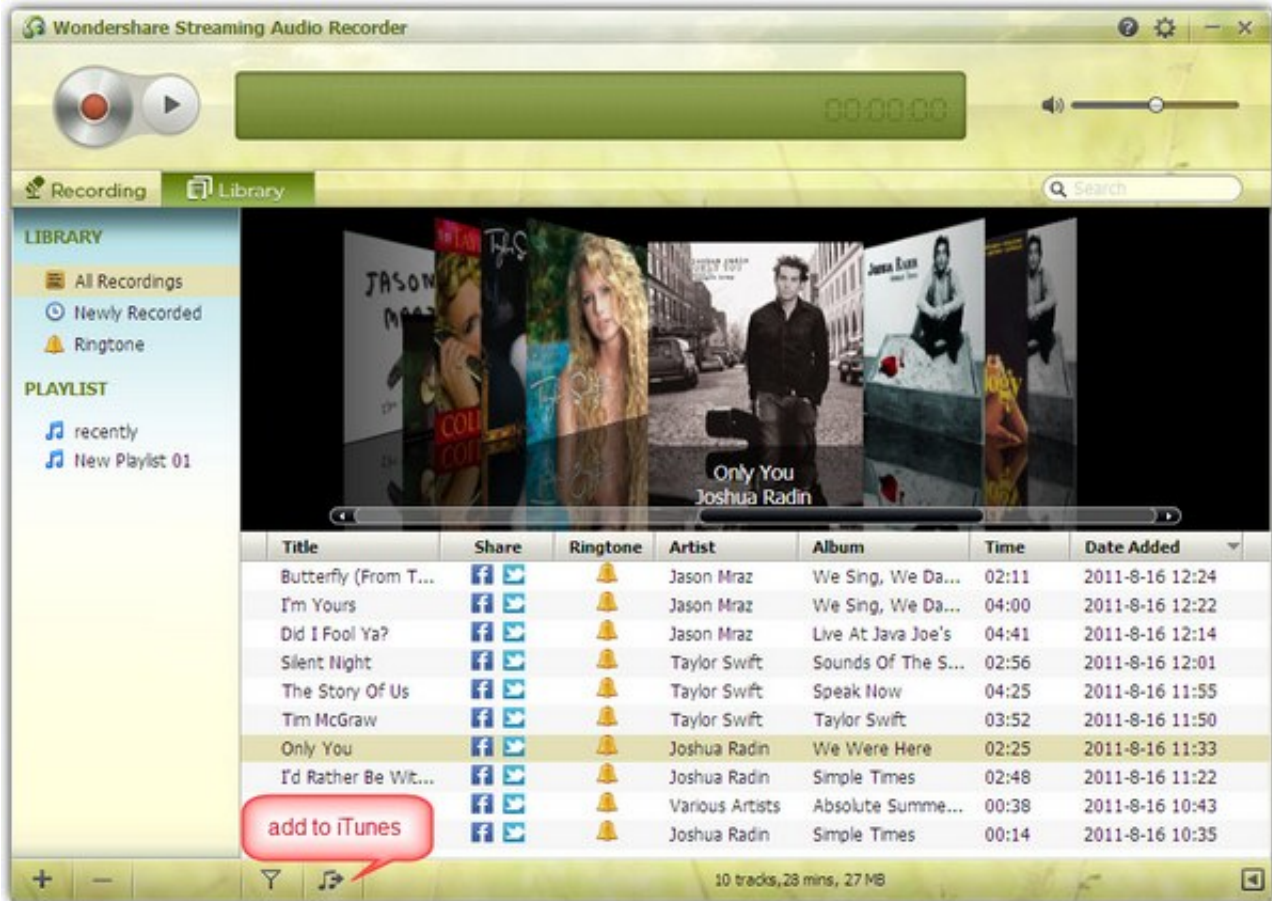 Wondershare Streaming Audio Recorder
00:00:00
Recording
Library
Search
LIBRARY
All Recordings
Newly Recorded
Ringtone
PLAYLIST
recently
New Playlist 01
JASON
Only You
Joshua Radin
Title Share Ringtone Artist Album Time Date Added
Butterfly (From T... Jason Mraz We Sing, We Da... 02:11 2011-8-16 12:24
I'm Yours Jason Mraz We Sing, We Da... 04:00 2011-8-16 12:22
Did I Fool Ya? Jason Mraz Live At Java Joe's 04:41 2011-8-16 12:14
Silent Night Taylor Swift Sounds Of The S... 02:56 2011-8-16 12:01
The Story Of Us Taylor Swift Speak Now 04:25 2011-8-16 11:55
Tim McGraw Taylor Swift Taylor Swift 03:52 2011-8-16 11:50
Only You Joshua Radin We Were Here 02:25 2011-8-16 11:33
I'd Rather Be Wit... Joshua Radin Simple Times 02:48 2011-8-16 11:22
Various Artists Absolute Summe... 00:38 2011-8-16 10:43
Joshua Radin Simple Times 00:14 2011-8-16 10:35
add to iTunes
10 tracks,28 mins, 27 MB